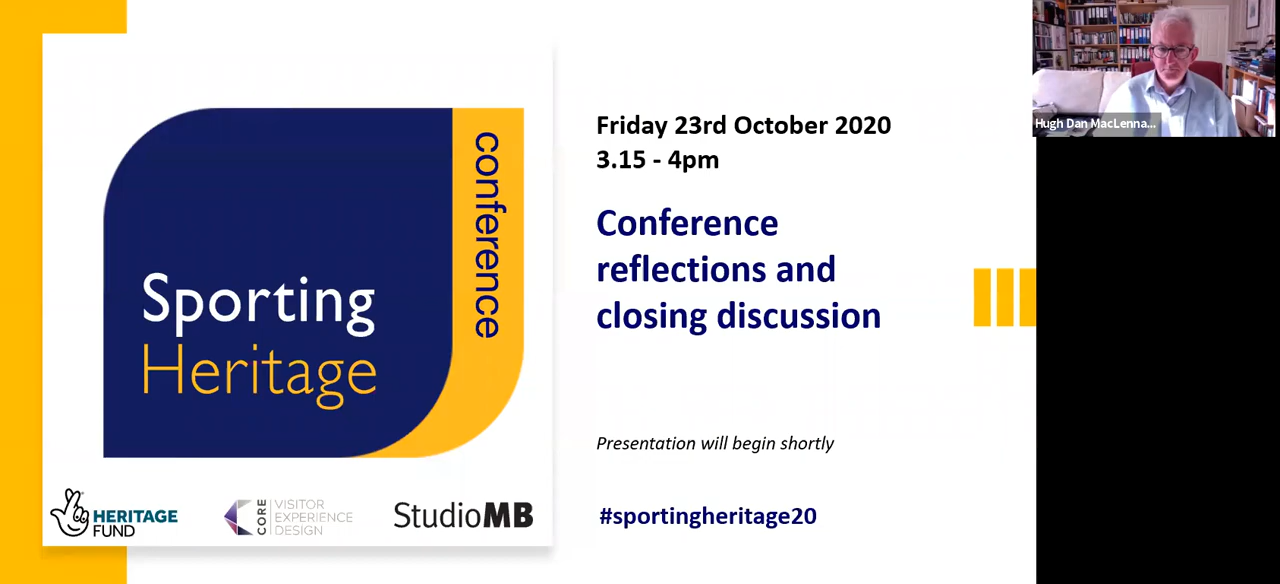 conference
Sporting
Heritage
HERITAGE
FUND
CORE
VISITOR
EXPERIENCE
DESIGN
StudioMB
Friday 23rd October 2020
3.15 - 4pm
Conference
reflections and
closing discussion
Presentation will begin shortly
#sportingheritage20
Hugh Dan MacLenna...